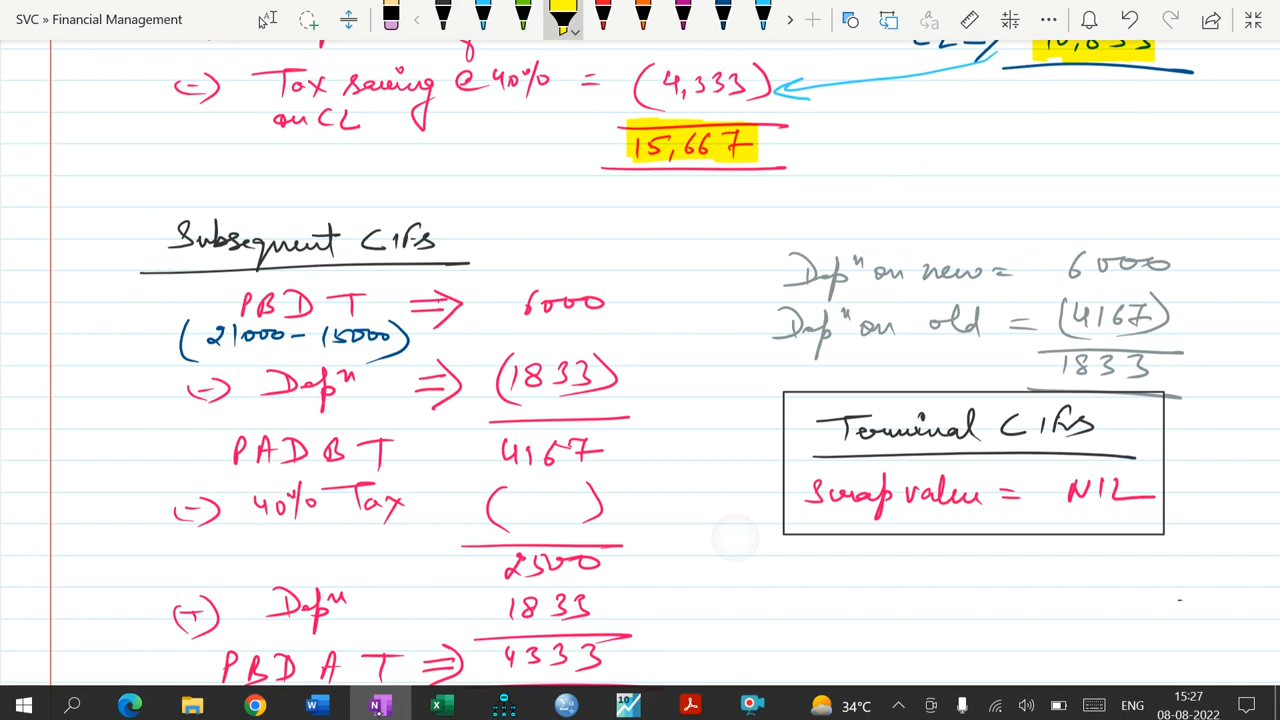 SVC » Financial Management
(-) Tax saving @ 40% = (4,333)
on CL
15,667
Subsequent CIFs
PBDT ⇒ 6000
(21000 - 15000)
(-) Depⁿ ⇒ (1833)
PADBT 4167
(-) 40% Tax ( )
2500
(+) Depⁿ 1833
PBDAT ⇒ 4333
Depⁿ on new = 6000
Depⁿ on old = (4167)
1833
Terminal CIFs
Scrap value = NIL
34°C
ENG
15:27
08-08-2022